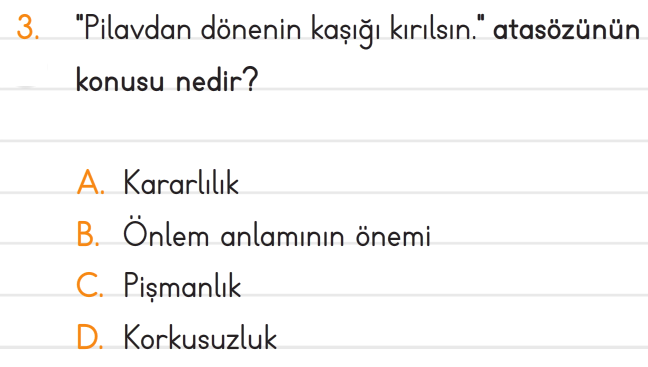 3. "Pilavdan dönenin kaşığı kırılsın." atasözünün
konusu nedir?
A. Kararlılık
B. Önlem anlamının önemi
C. Pişmanlık
D. Korkusuzluk